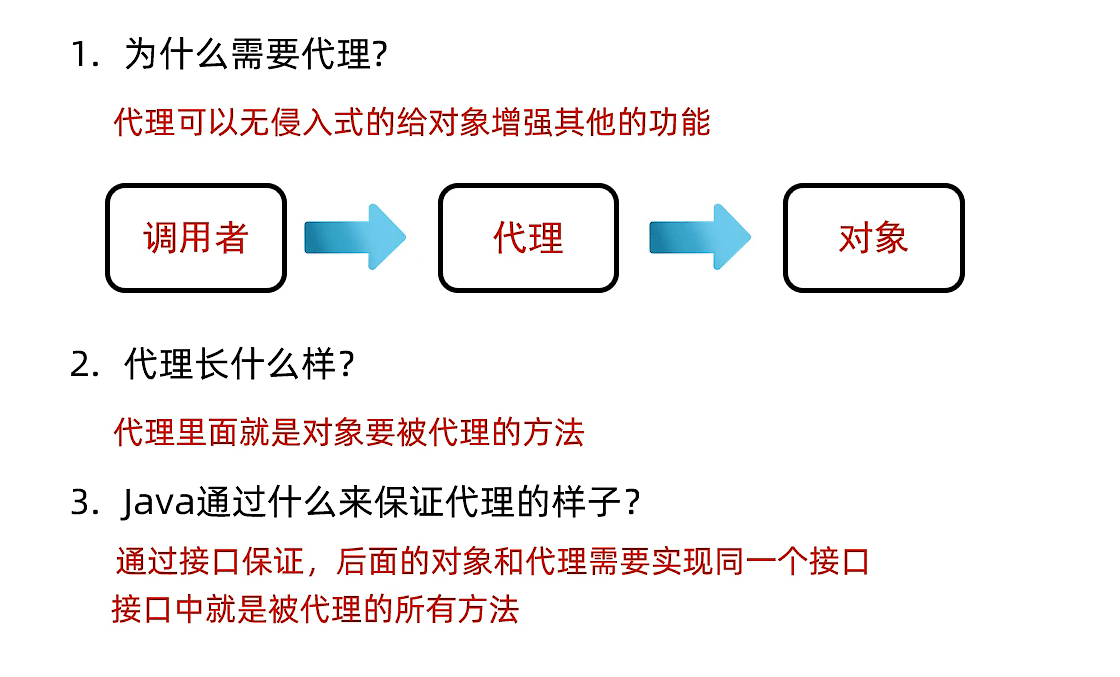 1. 为什么需要代理?
代理可以无侵入式的给对象增强其他的功能
调用者
代理
对象
2. 代理长什么样?
代理里面就是对象要被代理的方法
3. Java通过什么来保证代理的样子?
通过接口保证，后面的对象和代理需要实现同一个接口
接口中就是被代理的所有方法